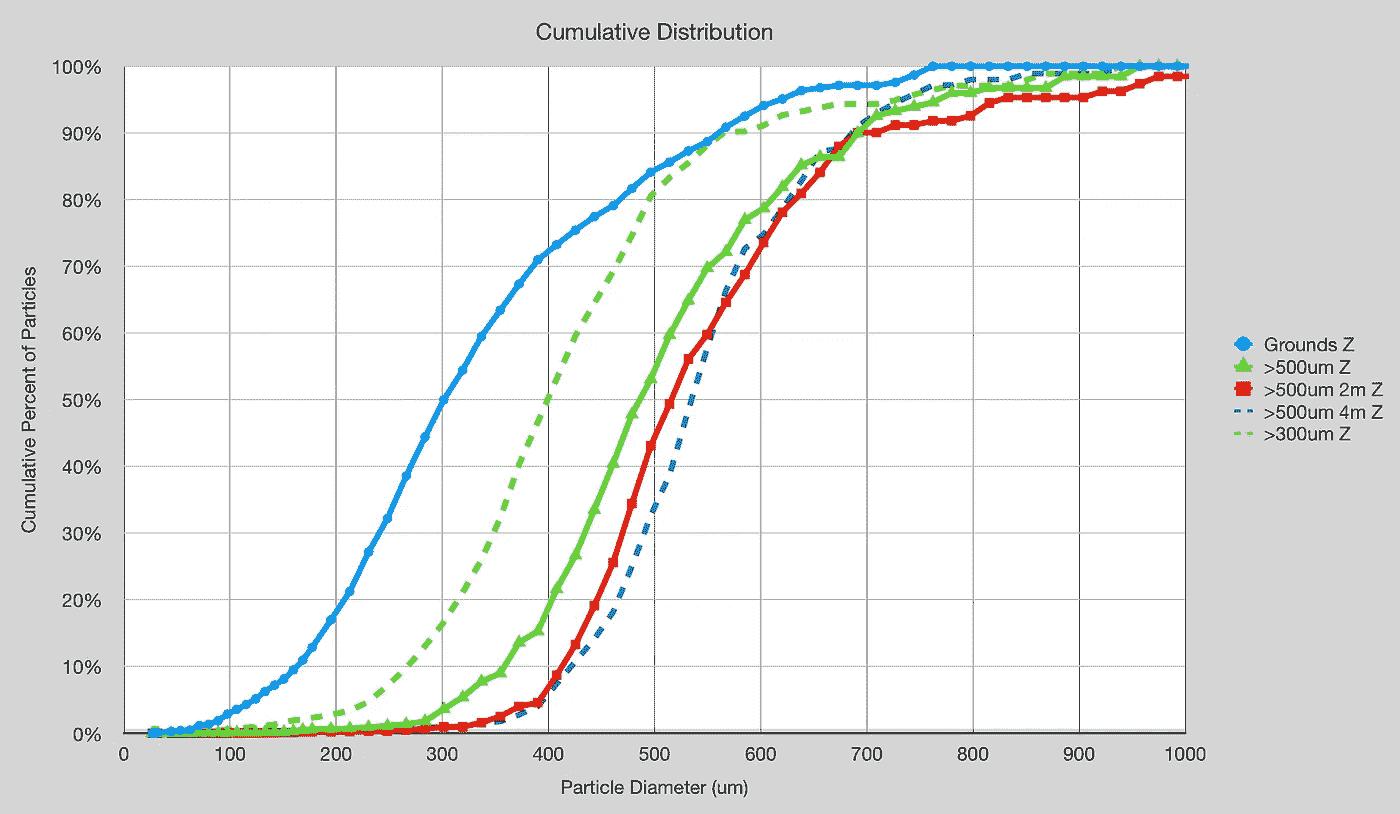 Cumulative Distribution
100%
90%
80%
70%
60%
50%
40%
30%
20%
10%
0%
Cumulative Percent of Particles
0 100 200 300 400 500 600 700 800 900 1000
Particle Diameter (um)
Grounds Z
>500um Z
>500um 2m Z
>500um 4m Z
>300um Z